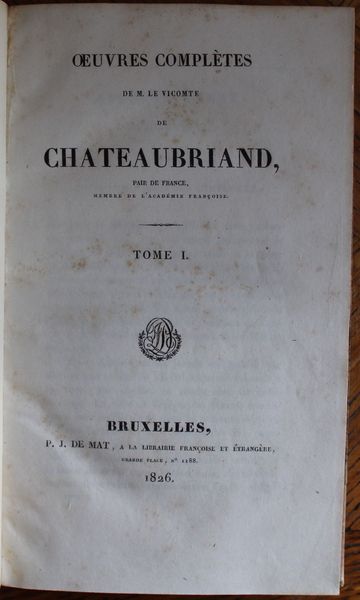 ŒUVRES COMPLÈTES
DE M. LE VICOMTE
DE
CHATEAUBRIAND,
PAIR DE FRANCE,
MEMBRE DE L'ACADÉMIE FRANÇOISE.
TOME I.
BRUXELLES,
P. J. DE MAT, A LA LIBRAIRIE FRANÇOISE ET ÉTRANGÈRE,
GRANDE PLACE, Nº 1188.
1826.